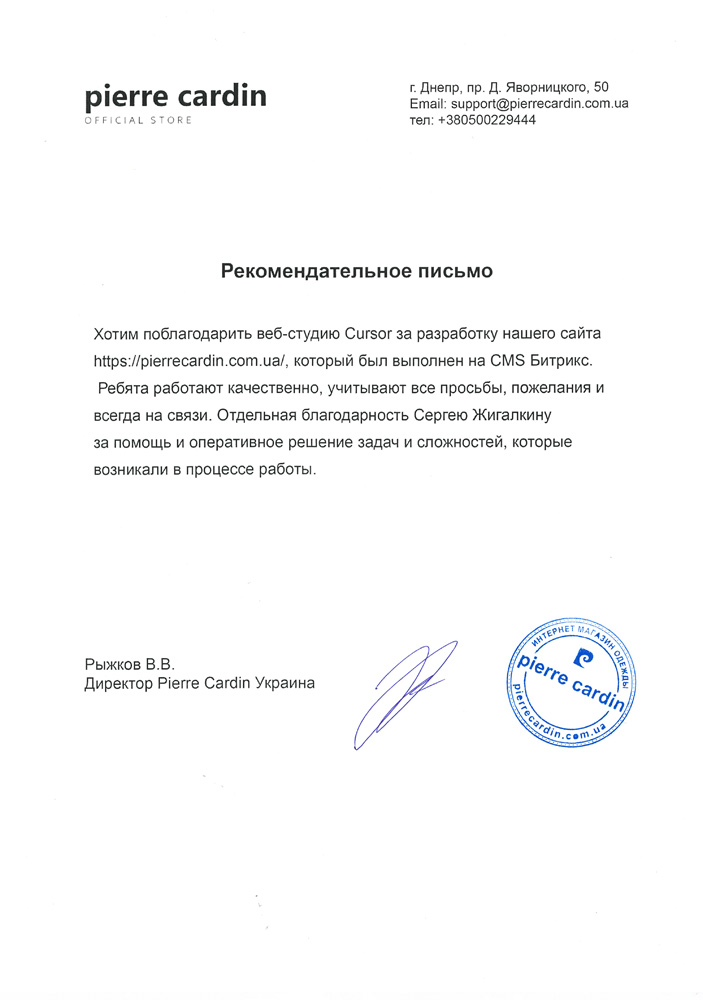 pierre cardin
OFFICIAL STORE
г. Днепр, пр. Д. Яворницкого, 50
Email: support@pierrecardin.com.ua
тел: +380500229444
Рекомендательное письмо
Хотим поблагодарить веб-студию Cursor за разработку нашего сайта
https://pierrecardin.com.ua/, который был выполнен на CMS Битрикс.
Ребята работают качественно, учитывают все просьбы, пожелания и
всегда на связи. Отдельная благодарность Сергею Жигалкину
за помощь и оперативное решение задач и сложностей, которые
возникали в процессе работы.
Рыжков В.В.
Директор Pierre Cardin Украина
ИНТЕРНЕТ МАГАЗИН ОДЕЖДЫ
pierre cardin
pierrecardin.com.ua